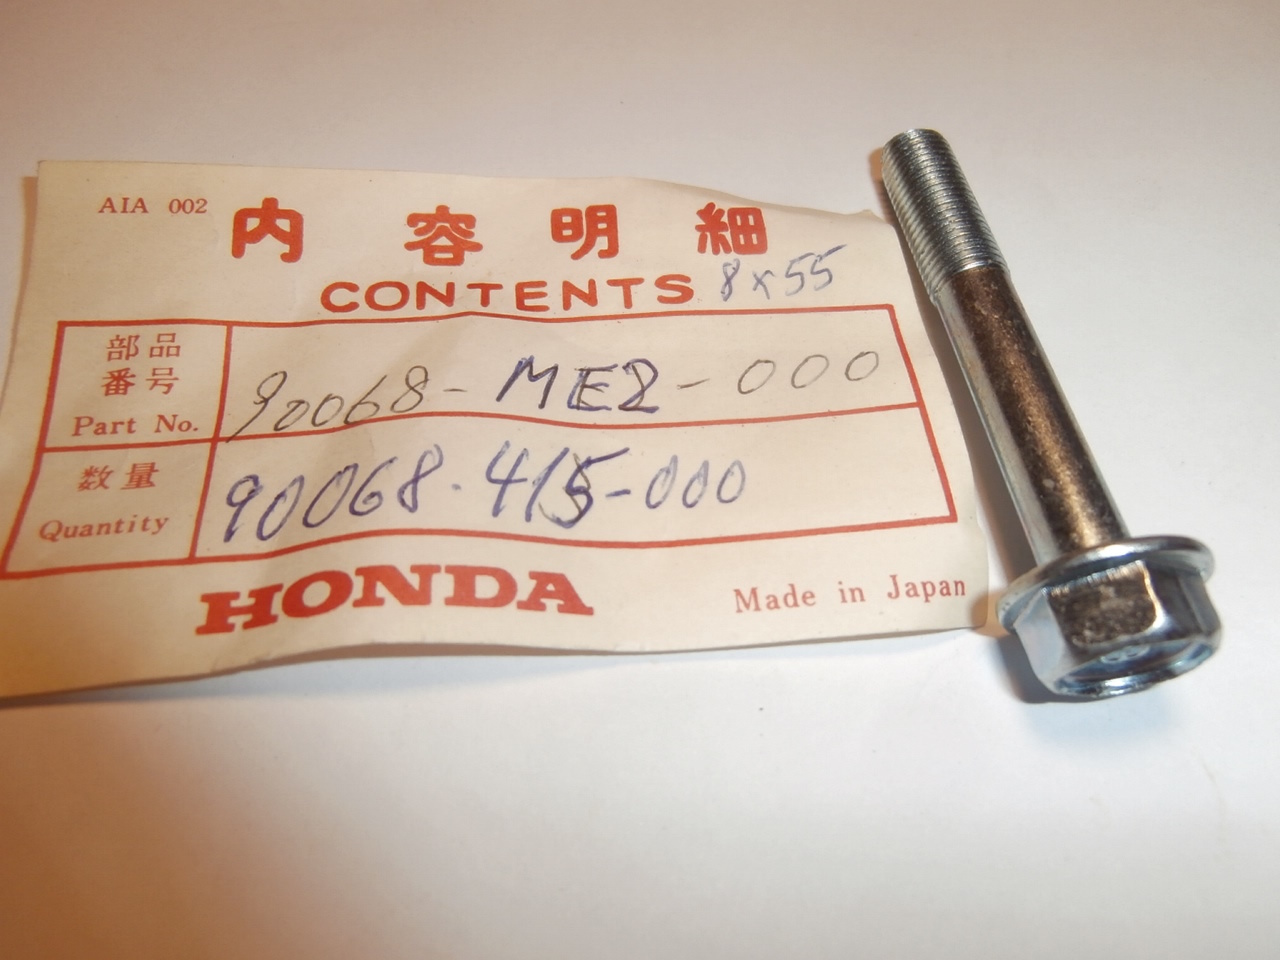 AIA 002
内容明細
CONTENTS 8x55
部品
番号
Part No. 90068-ME2-000
数量
Quantity 90068-415-000
HONDA Made in Japan